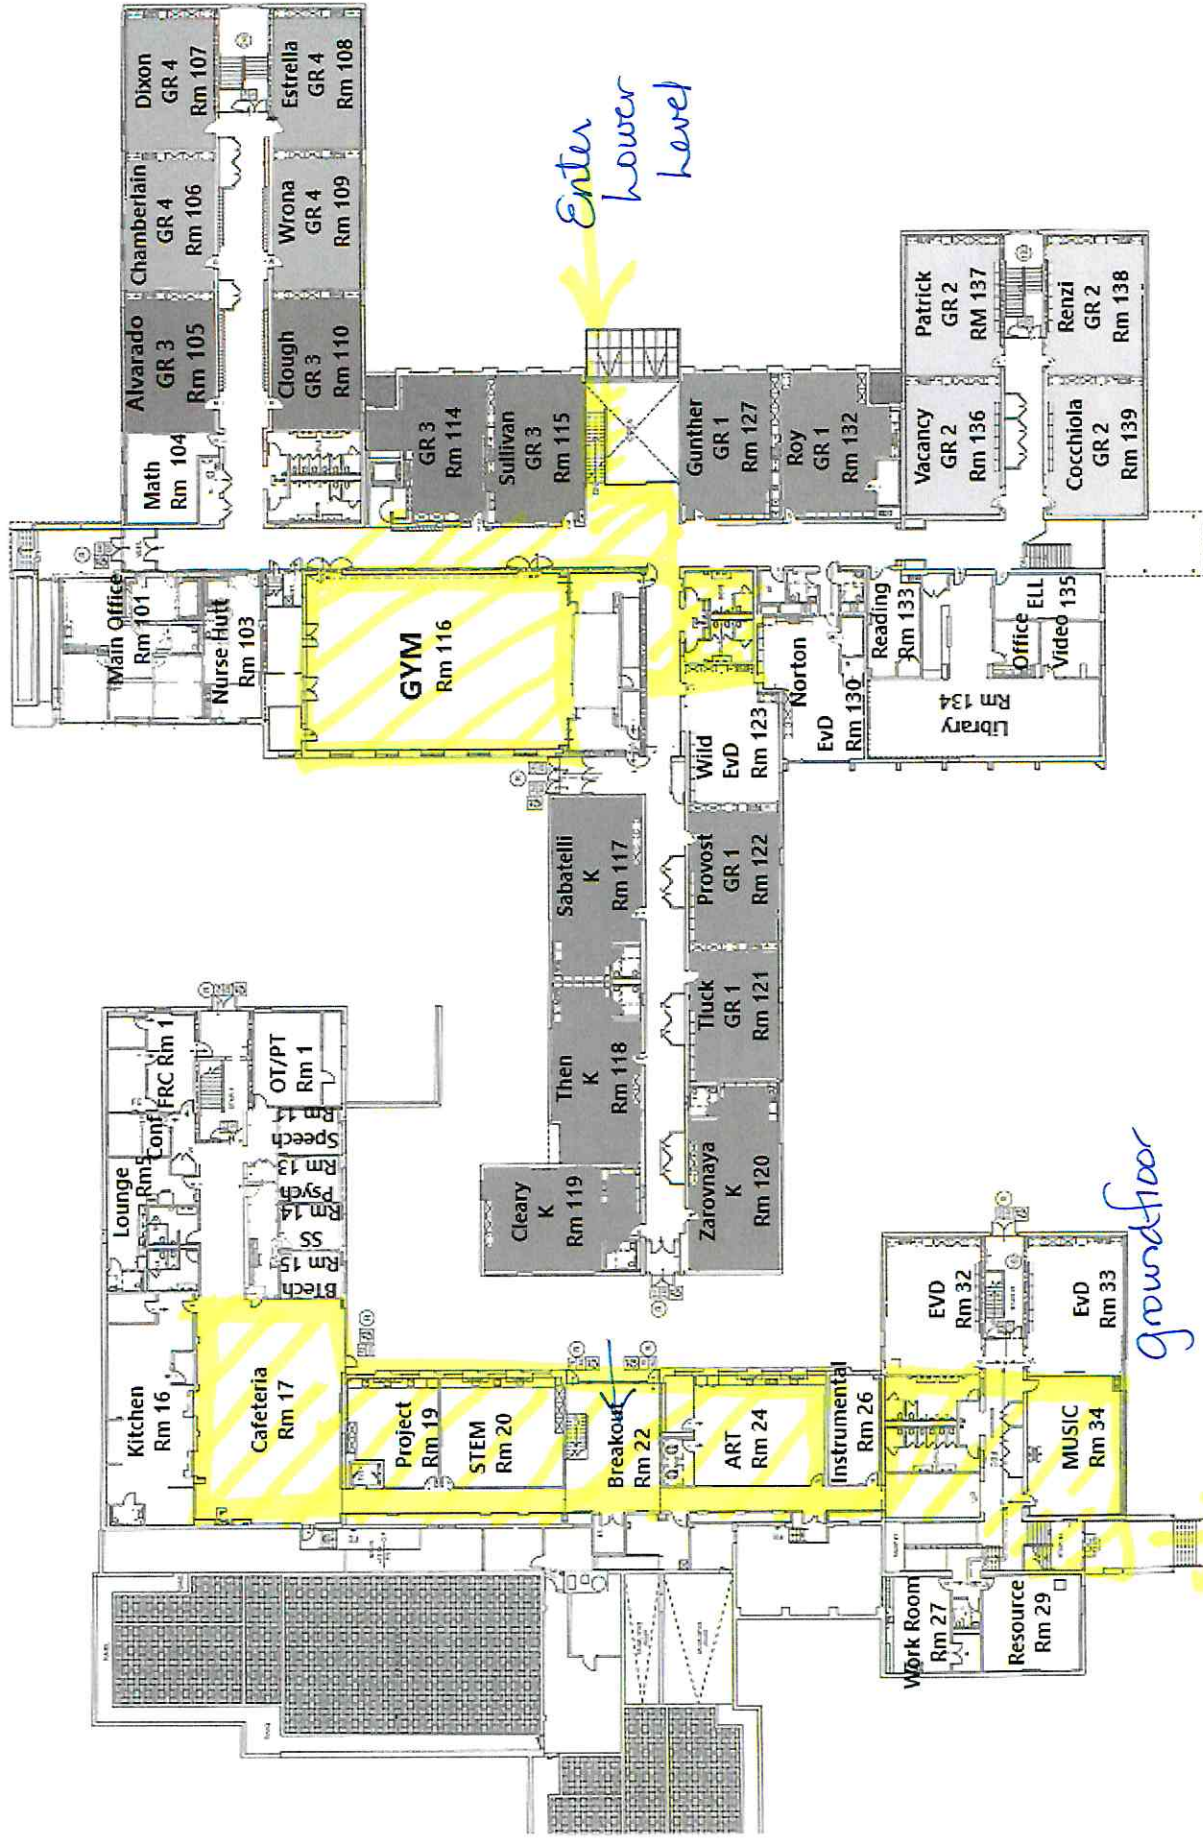 Dixon
GR 4
Rm 107
Estrella
GR 4
Rm 108
Chamberlain
GR 4
Rm 106
Wrona
GR 4
Rm 109
Alvarado
GR 3
Rm 105
Clough
GR 3
Rm 110
Math
Rm 104
Main Office
Rm 101
Nurse Hutt
Rm 103
GYM
Rm 116
GR 3
Rm 114
Sullivan
GR 3
Rm 115
Enter
Lower
Level
Gunther
GR 1
Rm 127
Roy
GR 1
Rm 132
Patrick
GR 2
RM 137
Renzi
GR 2
Rm 138
Vacancy
GR 2
Rm 136
Cocchiola
GR 2
Rm 139
Norton
EvD
Rm 130
Reading
Rm 133
Library
Rm 134
Office
ELL
Video
135
Wild
EvD
Rm 123
Sabatelli
K
Rm 117
Provost
GR 1
Rm 122
Then
K
Rm 118
Tluck
GR 1
Rm 121
Cleary
K
Rm 119
Zarovnaya
K
Rm 120
FRC Rm 1
OT/PT
Rm 1
Conf
Lounge
Rm5
Speech
Rm 11
Psych
Rm 13
SS
Rm 14
BTech
Rm 15
Kitchen
Rm 16
Cafeteria
Rm 17
Project
Rm 19
STEM
Rm 20
Breakout
Rm 22
ART
Rm 24
Instrumental
Rm 26
EvD
Rm 32
EvD
Rm 33
MUSIC
Rm 34
Work Room
Rm 27
Resource
Rm 29
groundfloor